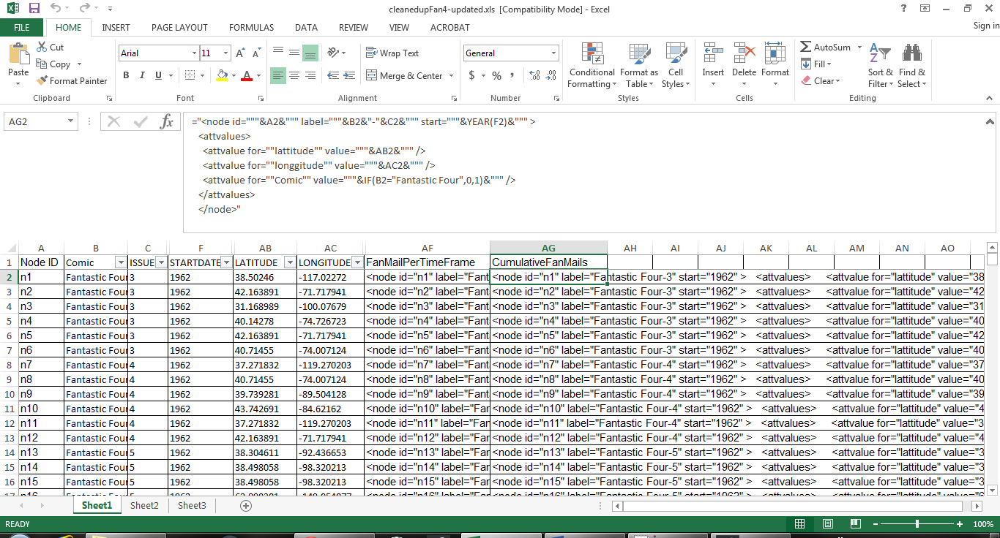 cleanedupFan4-updated.xls [Compatibility Mode] - Excel
Sign in
FILE HOME INSERT PAGE LAYOUT FORMULAS DATA REVIEW VIEW ACROBAT
Paste Cut Copy Format Painter Clipboard
Arial 11 B I U Font
Wrap Text Merge & Center Alignment
General $ % Number
Conditional Formatting Format as Table Cell Styles Styles
Insert Delete Format Cells
AutoSum Fill Clear Sort & Filter Find & Select Editing
AG2 fx ="<node id="""&A2&""" label="""&B2&"-"&C2&""" start="""&YEAR(F2)&""" >
<attvalues>
<attvalue for=""lattitude"" value="""&AB2&""" />
<attvalue for=""longgitude"" value="""&AC2&""" />
<attvalue for=""Comic"" value="""&IF(B2="Fantastic Four",0,1)&""" />
</attvalues>
</node>"
A B C F AB AC AF AG AH AI AJ AK AL AM AN AO
1 Node ID Comic ISSUE STARTDATE LATITUDE LONGITUDE FanMailPerTimeFrame CumulativeFanMails
2 n1 Fantastic Four 3 1962 38.50246 -117.02272 <node id="n1" label="Fant <node id="n1" label="Fantastic Four-3" start="1962" > <attvalues> <attvalue for="lattitude" value="38
3 n2 Fantastic Four 3 1962 42.163891 -71.717941 <node id="n2" label="Fant <node id="n2" label="Fantastic Four-3" start="1962" > <attvalues> <attvalue for="lattitude" value="42
4 n3 Fantastic Four 3 1962 31.168989 -100.07679 <node id="n3" label="Fant <node id="n3" label="Fantastic Four-3" start="1962" > <attvalues> <attvalue for="lattitude" value="31
5 n4 Fantastic Four 3 1962 40.14278 -74.726723 <node id="n4" label="Fant <node id="n4" label="Fantastic Four-3" start="1962" > <attvalues> <attvalue for="lattitude" value="40
6 n5 Fantastic Four 3 1962 42.163891 -71.717941 <node id="n5" label="Fant <node id="n5" label="Fantastic Four-3" start="1962" > <attvalues> <attvalue for="lattitude" value="42
7 n6 Fantastic Four 3 1962 40.71455 -74.007124 <node id="n6" label="Fant <node id="n6" label="Fantastic Four-3" start="1962" > <attvalues> <attvalue for="lattitude" value="40
8 n7 Fantastic Four 4 1962 37.271832 -119.270203 <node id="n7" label="Fant <node id="n7" label="Fantastic Four-4" start="1962" > <attvalues> <attvalue for="lattitude" value="37
9 n8 Fantastic Four 4 1962 40.71455 -74.007124 <node id="n8" label="Fant <node id="n8" label="Fantastic Four-4" start="1962" > <attvalues> <attvalue for="lattitude" value="40
10 n9 Fantastic Four 4 1962 39.739281 -89.504128 <node id="n9" label="Fant <node id="n9" label="Fantastic Four-4" start="1962" > <attvalues> <attvalue for="lattitude" value="39
11 n10 Fantastic Four 4 1962 43.742691 -84.62162 <node id="n10" label="Far <node id="n10" label="Fantastic Four-4" start="1962" > <attvalues> <attvalue for="lattitude" value="4
12 n11 Fantastic Four 4 1962 37.271832 -119.270203 <node id="n11" label="Far <node id="n11" label="Fantastic Four-4" start="1962" > <attvalues> <attvalue for="lattitude" value="3
13 n12 Fantastic Four 4 1962 42.163891 -71.717941 <node id="n12" label="Far <node id="n12" label="Fantastic Four-4" start="1962" > <attvalues> <attvalue for="lattitude" value="4
14 n13 Fantastic Four 5 1962 38.304611 -92.436653 <node id="n13" label="Far <node id="n13" label="Fantastic Four-5" start="1962" > <attvalues> <attvalue for="lattitude" value="3
15 n14 Fantastic Four 5 1962 38.498058 -98.320213 <node id="n14" label="Far <node id="n14" label="Fantastic Four-5" start="1962" > <attvalues> <attvalue for="lattitude" value="3
16 n15 Fantastic Four 5 1962 38.498058 -98.320213 <node id="n15" label="Far <node id="n15" label="Fantastic Four-5" start="1962" > <attvalues> <attvalue for="lattitude" value="3
Sheet1 Sheet2 Sheet3
READY 100%